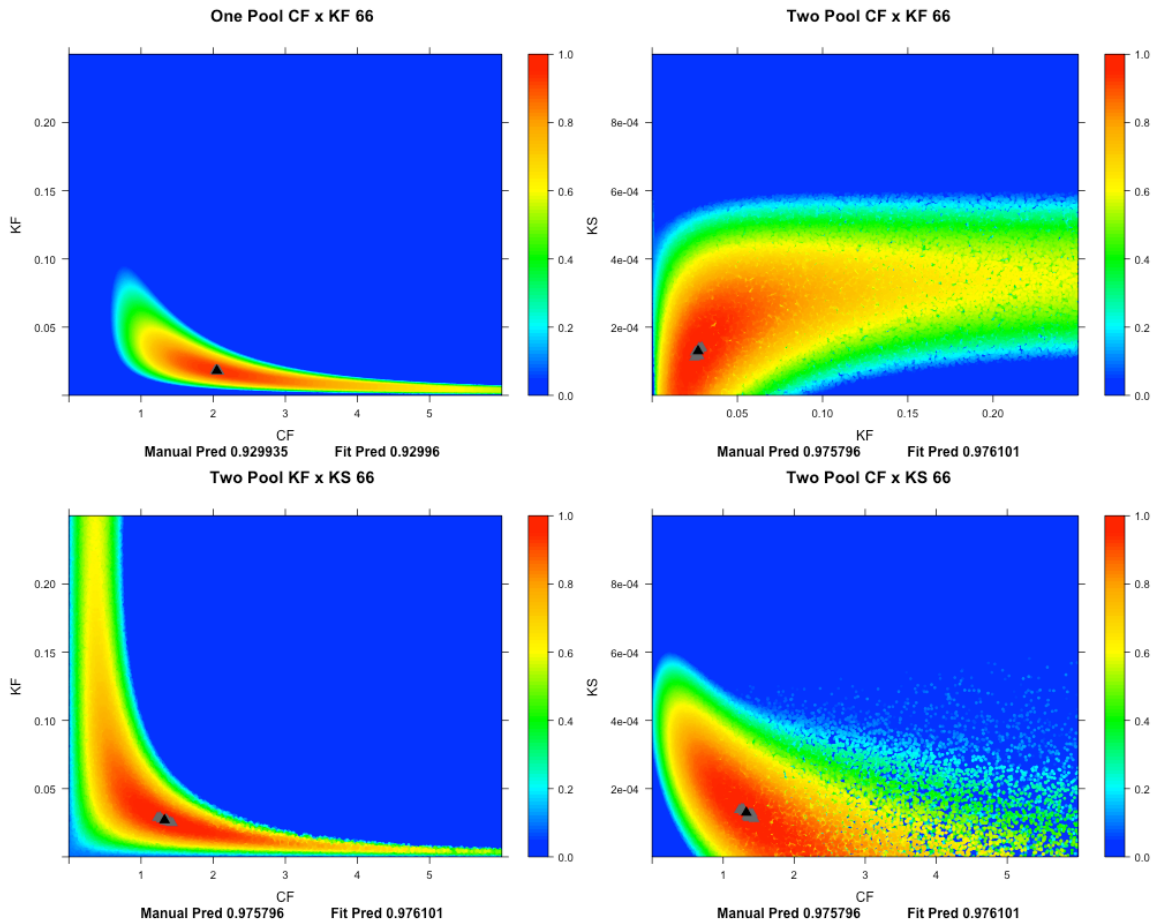 One Pool CF x KF 66
KF
0.20
0.15
0.10
0.05
1 2 3 4 5
CF
1.0
0.8
0.6
0.4
0.2
0.0
Manual Pred 0.929935 Fit Pred 0.92996
Two Pool CF x KF 66
KS
8e-04
6e-04
4e-04
2e-04
0.05 0.10 0.15 0.20
KF
1.0
0.8
0.6
0.4
0.2
0.0
Manual Pred 0.975796 Fit Pred 0.976101
Two Pool KF x KS 66
KF
0.20
0.15
0.10
0.05
1 2 3 4 5
CF
1.0
0.8
0.6
0.4
0.2
0.0
Manual Pred 0.975796 Fit Pred 0.976101
Two Pool CF x KS 66
KS
8e-04
6e-04
4e-04
2e-04
1 2 3 4 5
CF
1.0
0.8
0.6
0.4
0.2
0.0
Manual Pred 0.975796 Fit Pred 0.976101